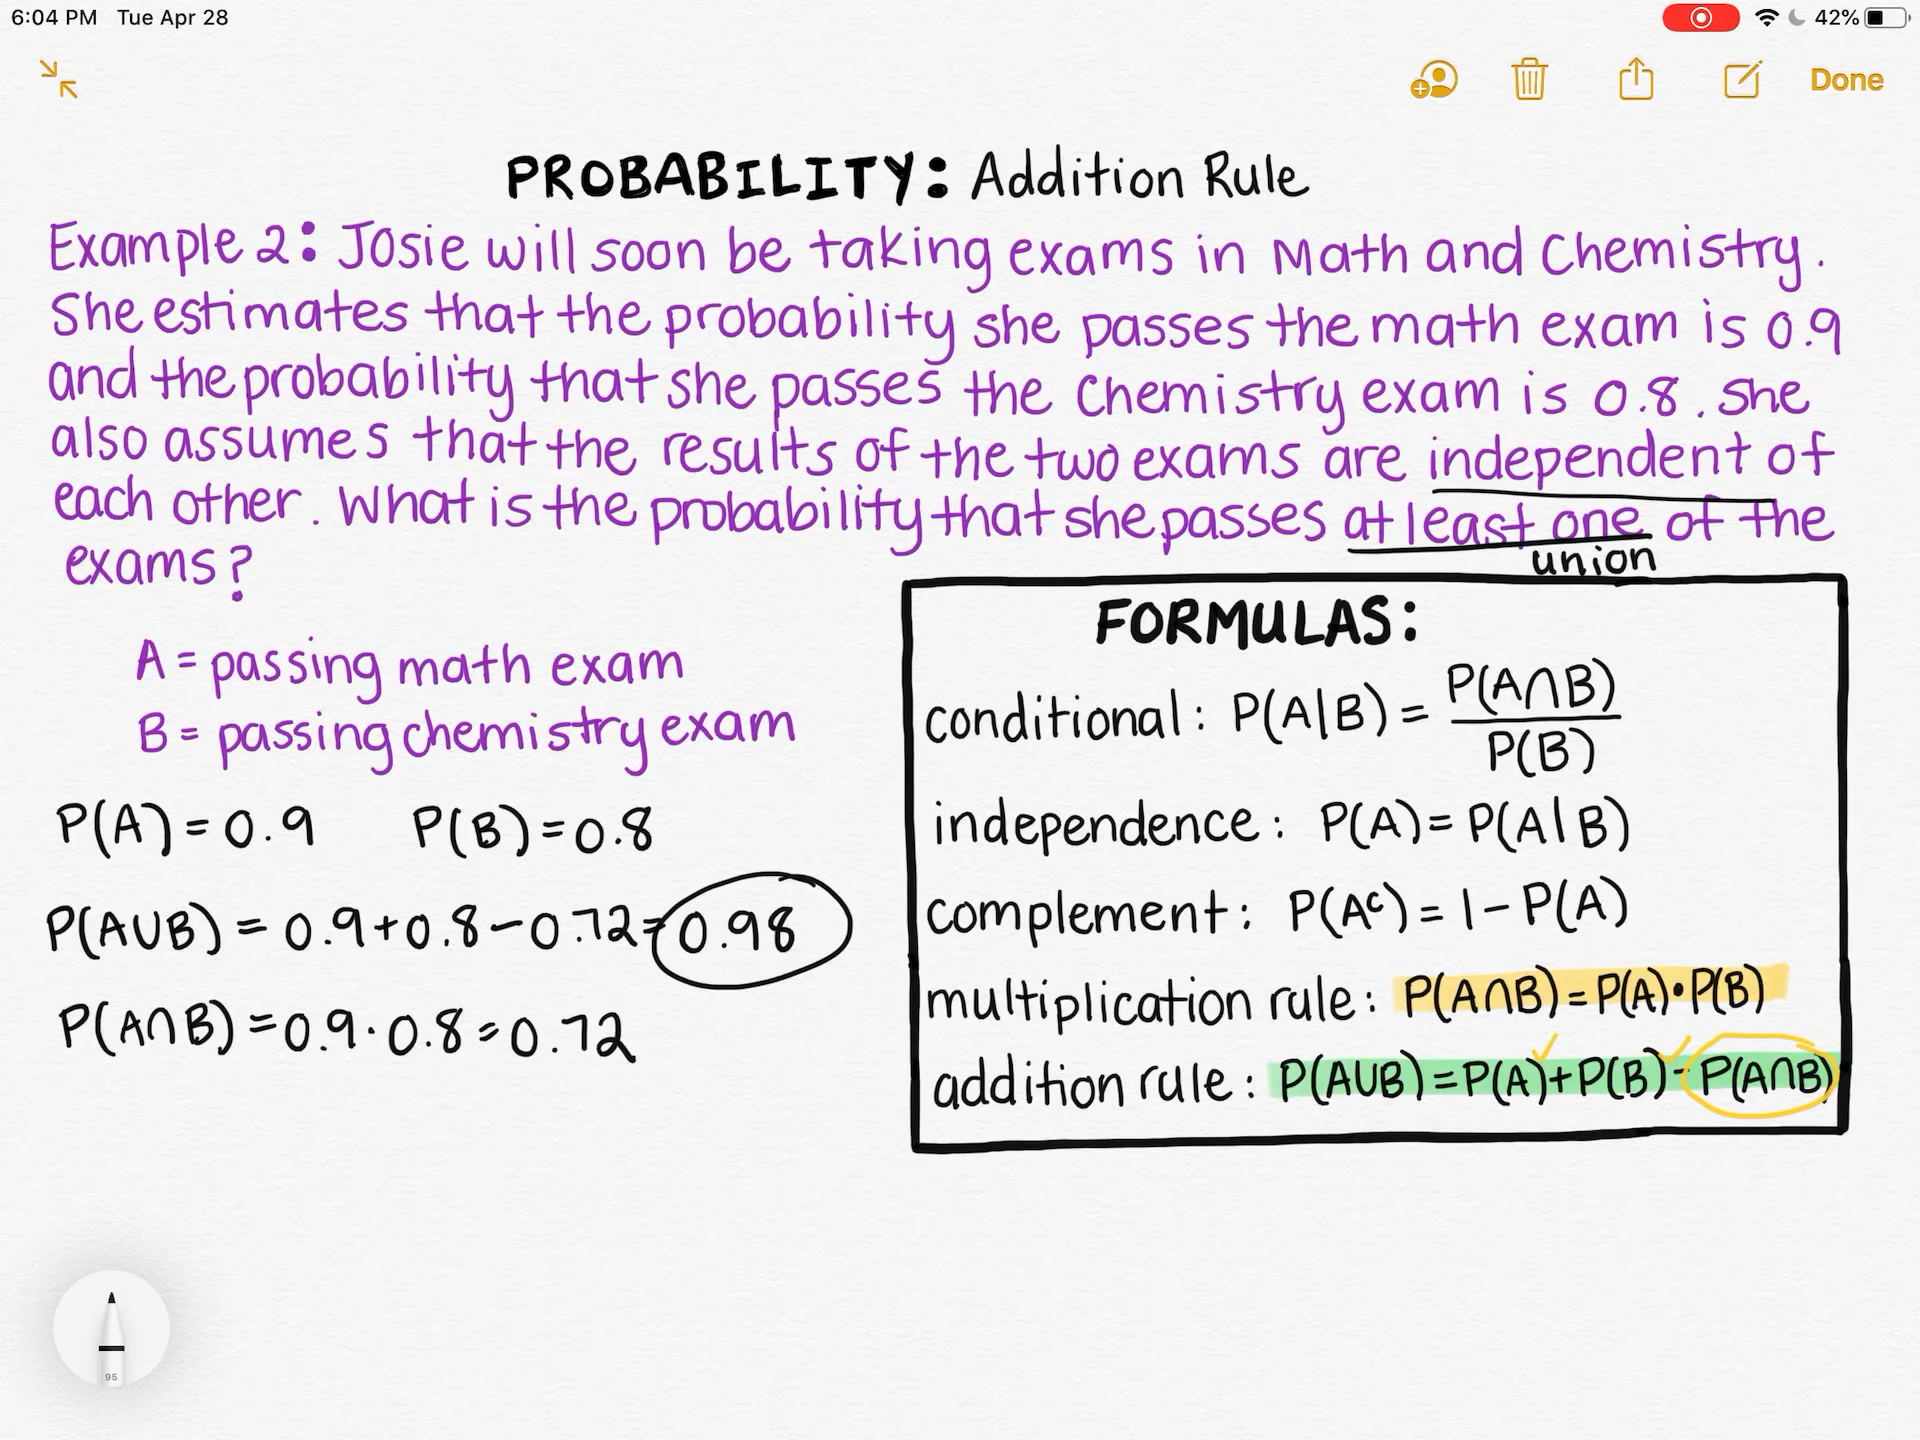 6:04 PM Tue Apr 28
42%
Done
PROBABILITY: Addition Rule
Example 2: Josie will soon be taking exams in Math and Chemistry.
She estimates that the probability she passes the math exam is 0.9
and the probability that she passes the Chemistry exam is 0.8. She
also assumes that the results of the two exams are independent of
each other. What is the probability that she passes at least one of the
union
exams?
A = passing math exam
B = passing chemistry exam
P(A) = 0.9 P(B) = 0.8
P(A∪B) = 0.9+0.8-0.72=0.98
P(A∩B) = 0.9·0.8=0.72
FORMULAS:
conditional: P(A|B) = P(A∩B)
P(B)
independence: P(A) = P(A|B)
complement: P(Aᶜ) = 1 - P(A)
multiplication rule: P(A∩B) = P(A)•P(B)
addition rule: P(A∪B) = P(A)+P(B)-P(A∩B)
95